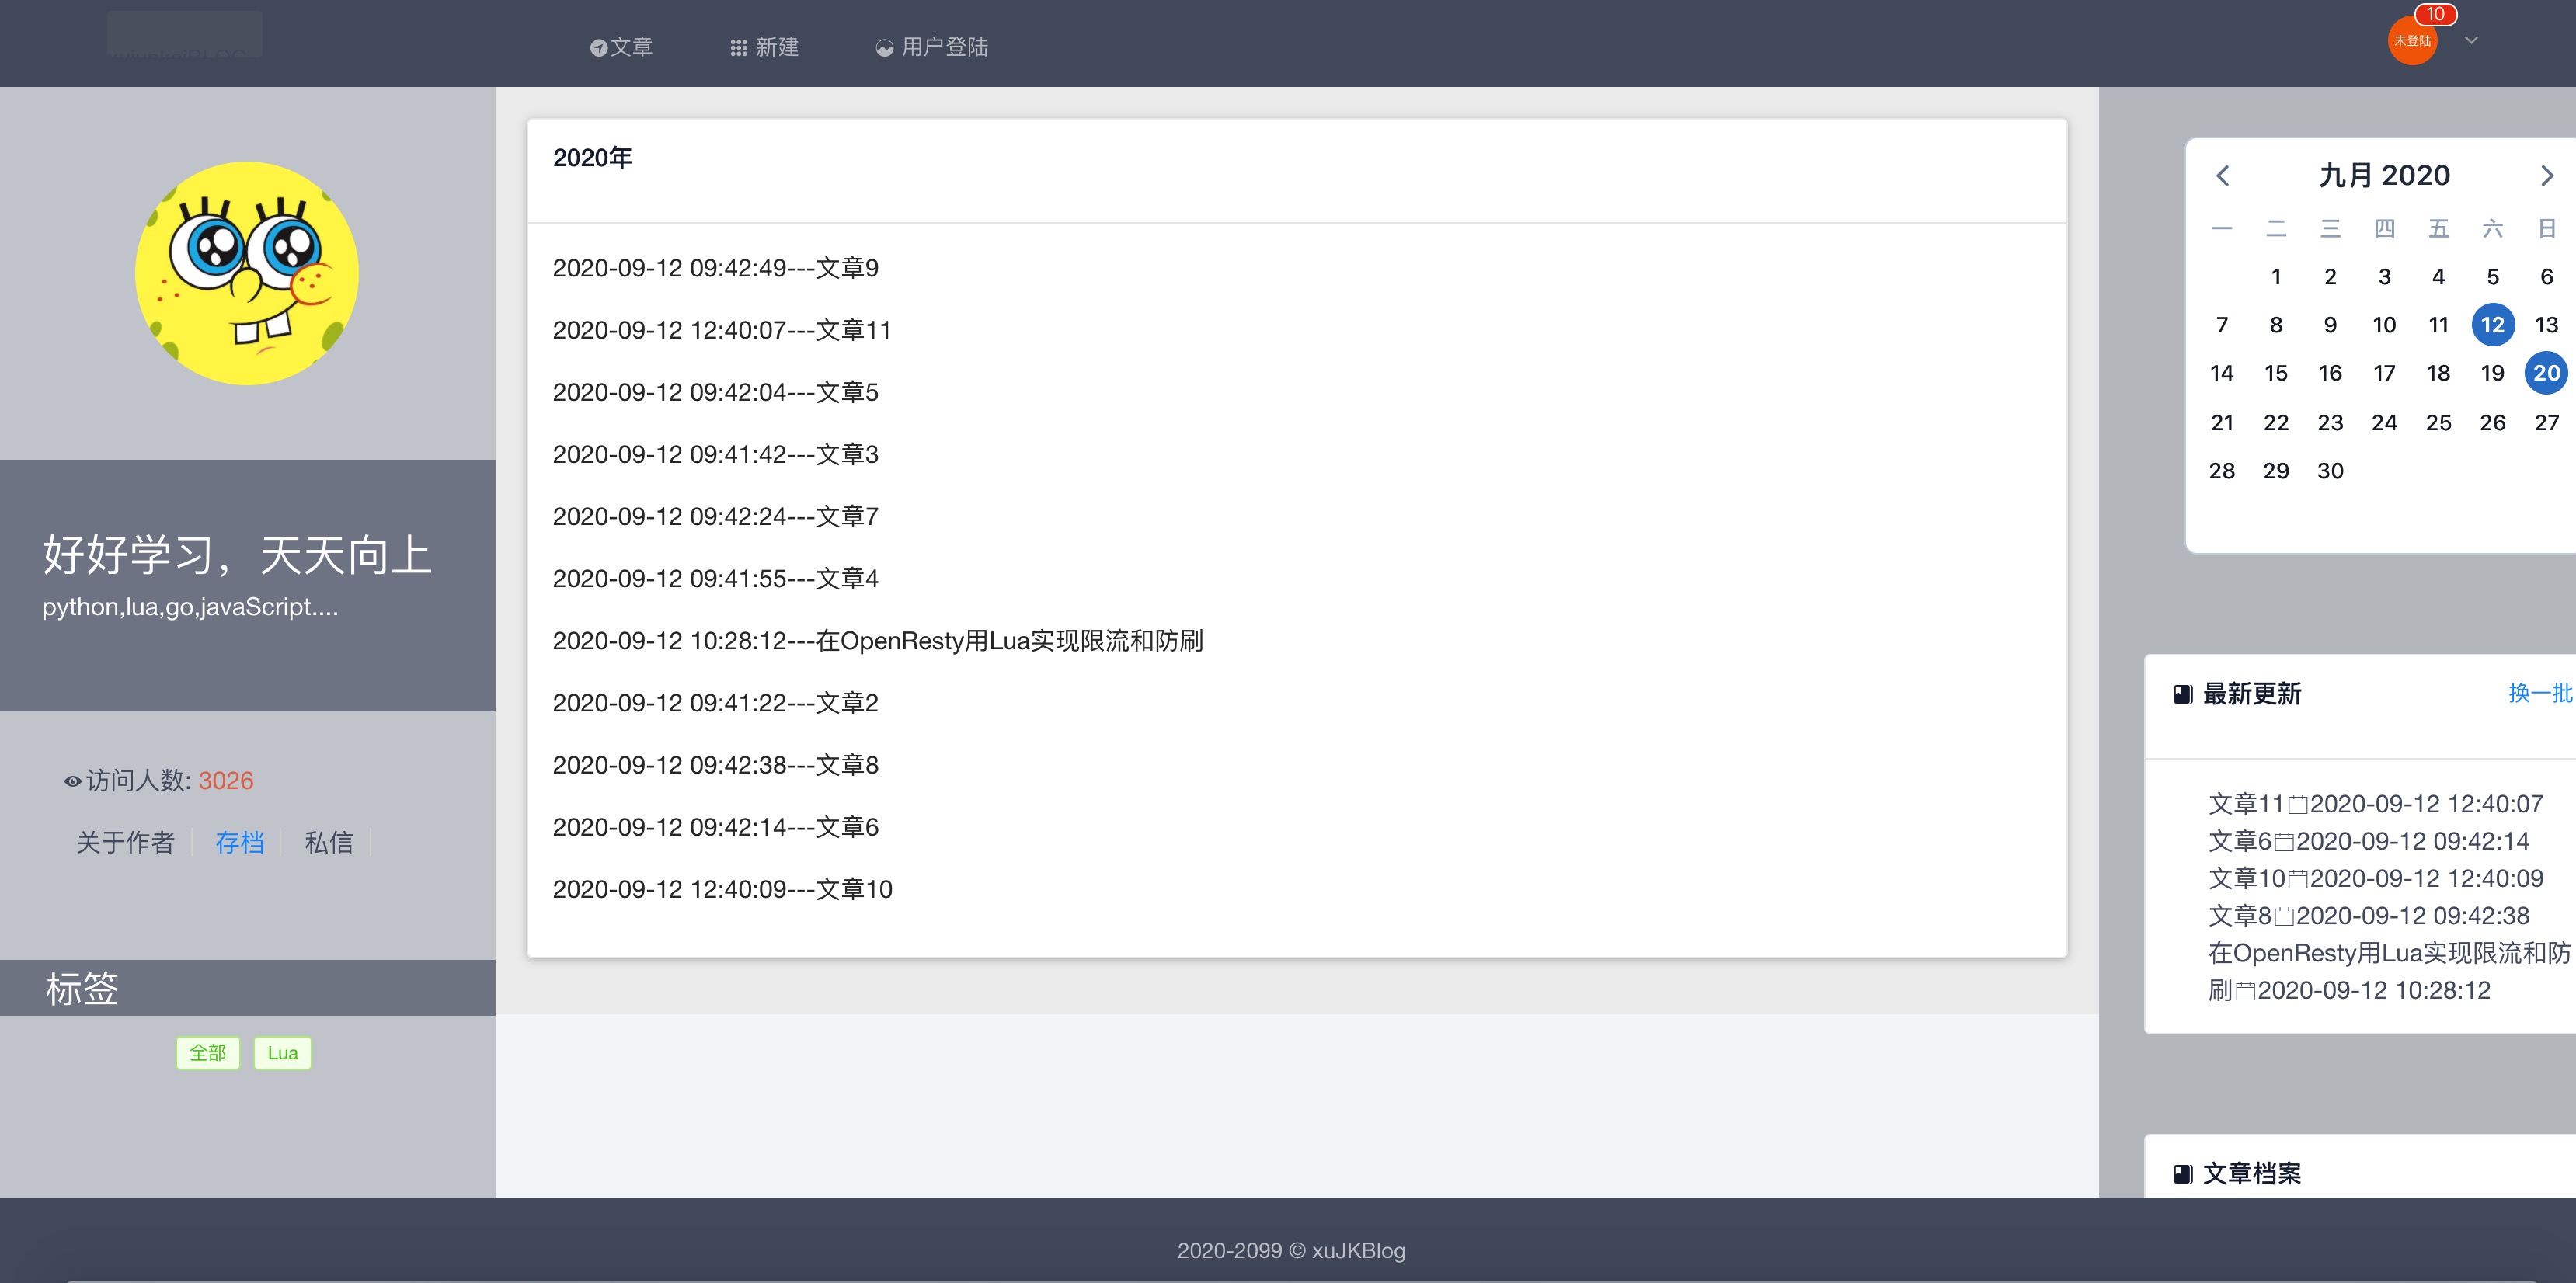 文章
新建
用户登陆
10
未登陆
好好学习，天天向上
python,lua,go,javaScript....
访问人数: 3026
关于作者
存档
私信
标签
全部
Lua
2020年
2020-09-12 09:42:49---文章9
2020-09-12 12:40:07---文章11
2020-09-12 09:42:04---文章5
2020-09-12 09:41:42---文章3
2020-09-12 09:42:24---文章7
2020-09-12 09:41:55---文章4
2020-09-12 10:28:12---在OpenResty用Lua实现限流和防刷
2020-09-12 09:41:22---文章2
2020-09-12 09:42:38---文章8
2020-09-12 09:42:14---文章6
2020-09-12 12:40:09---文章10
九月 2020
一 二 三 四 五 六 日
1 2 3 4 5 6
7 8 9 10 11 12 13
14 15 16 17 18 19 20
21 22 23 24 25 26 27
28 29 30
最新更新
换一批
文章11 2020-09-12 12:40:07
文章6 2020-09-12 09:42:14
文章10 2020-09-12 12:40:09
文章8 2020-09-12 09:42:38
在OpenResty用Lua实现限流和防
刷 2020-09-12 10:28:12
文章档案
2020-2099 © xuJKBlog